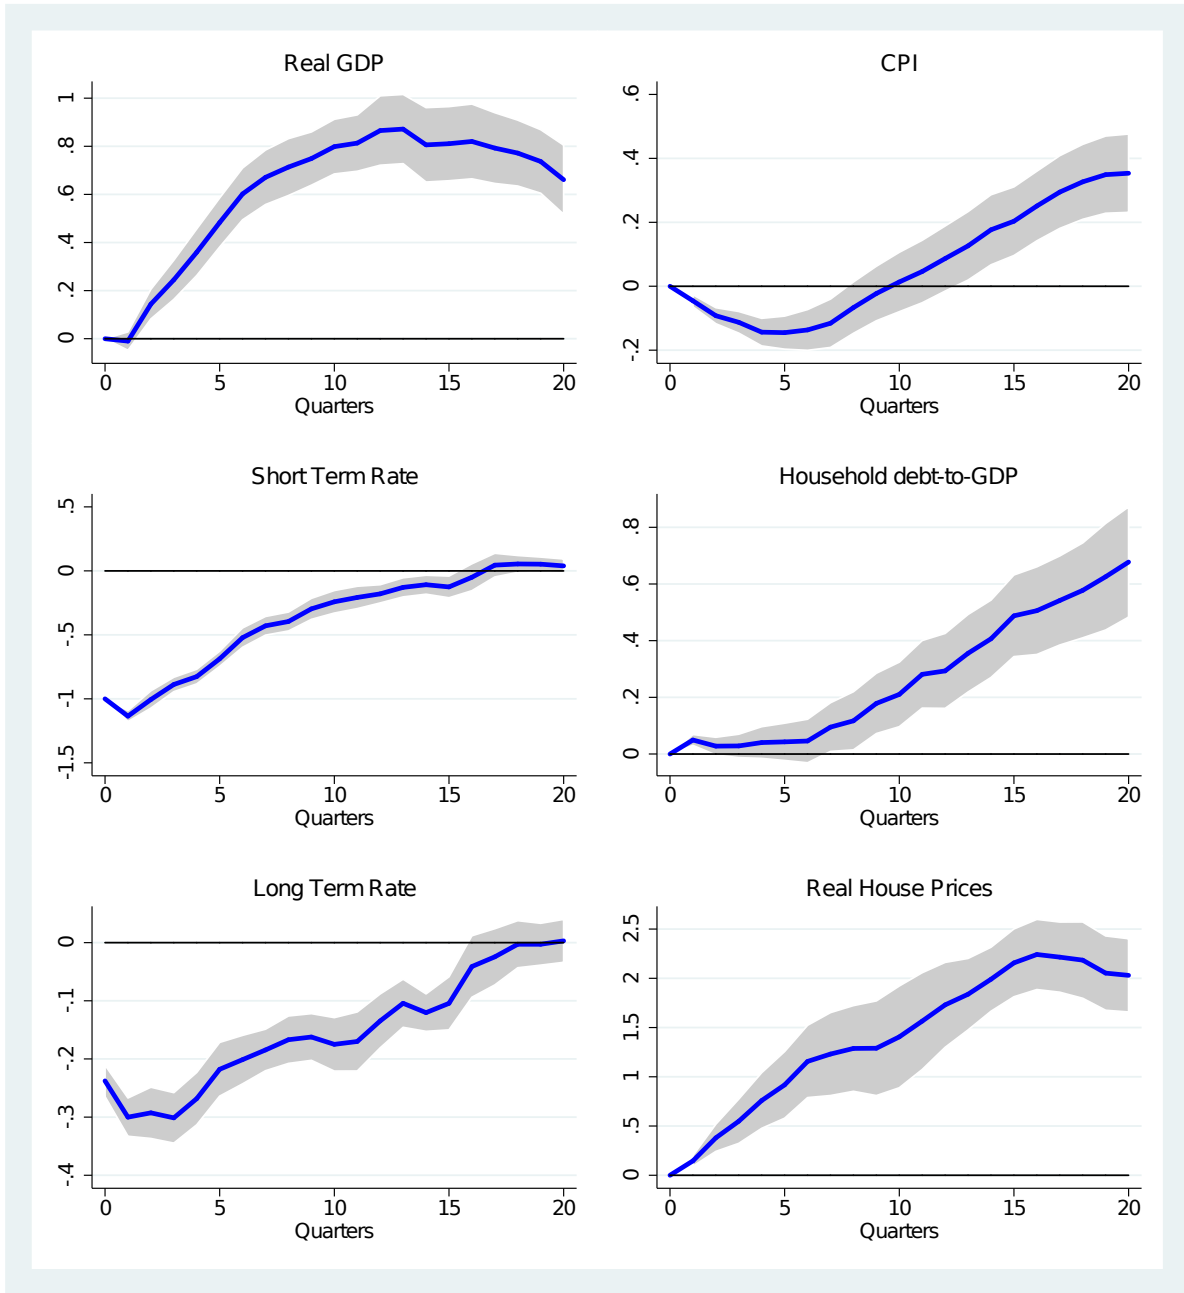 Real GDP
1
.8
.6
.4
.2
0
0 5 10 15 20
Quarters
CPI
.6
.4
.2
0
-.2
0 5 10 15 20
Quarters
Short Term Rate
.5
0
-.5
-1
-1.5
0 5 10 15 20
Quarters
Household debt-to-GDP
.8
.6
.4
.2
0
0 5 10 15 20
Quarters
Long Term Rate
0
-.1
-.2
-.3
-.4
0 5 10 15 20
Quarters
Real House Prices
2.5
2
1.5
1
.5
0
0 5 10 15 20
Quarters